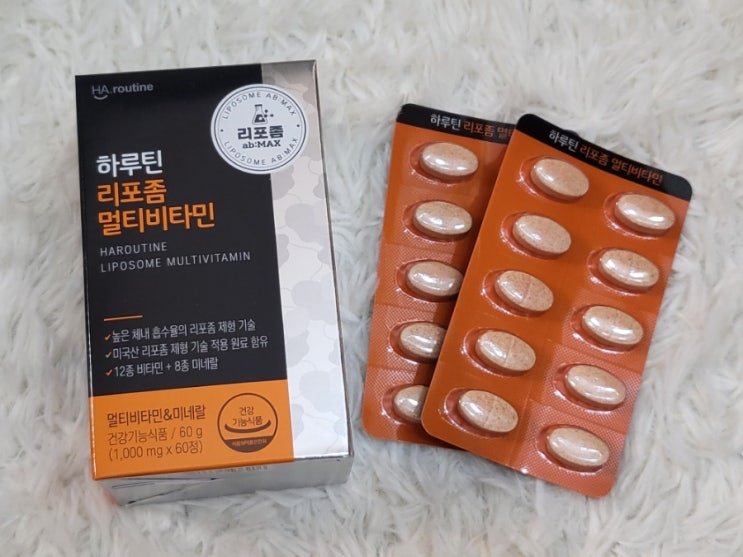 HA.routine
LIPOSOME AB:MAX
리포좀
ab:MAX
LIPOSOME AB:MAX
하루틴
리포좀
멀티비타민
HAROUTINE
LIPOSOME MULTIVITAMIN
✓높은 체내 흡수율의 리포좀 제형 기술
✓미국산 리포좀 제형 기술 적용 원료 함유
✓12종 비타민 + 8종 미네랄
멀티비타민&미네랄
건강기능식품 / 60 g
(1,000 mg x 60정)
건강
기능식품
하루틴 리포좀 멀티비
하루틴 리포좀 멀티비타민